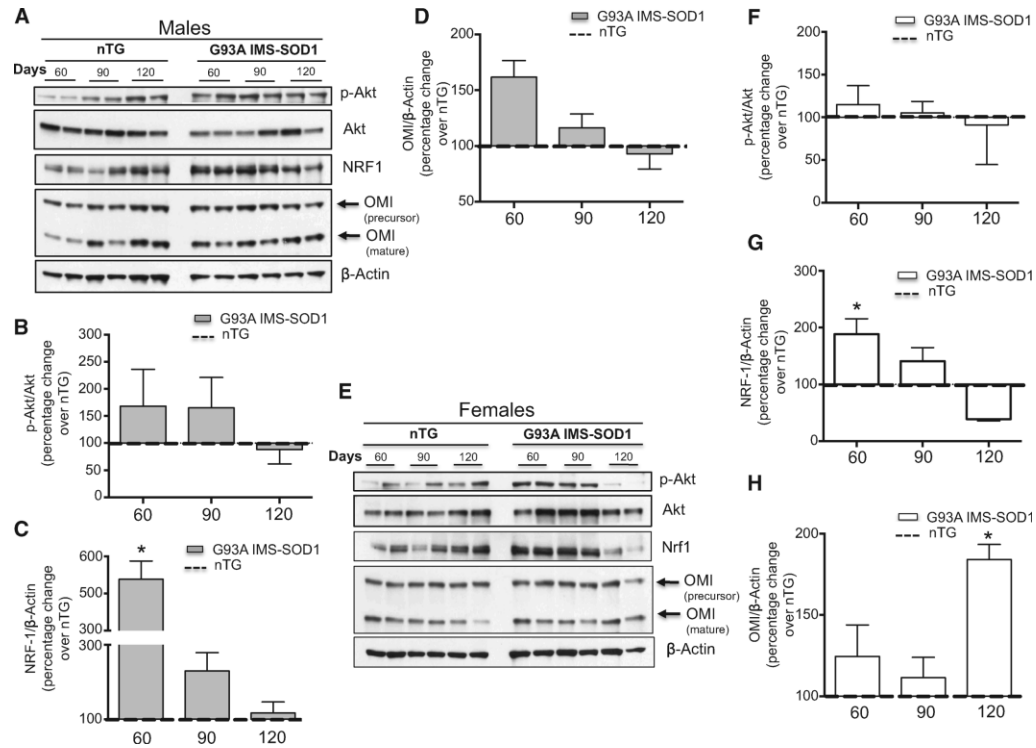 A
Males
nTG
G93A IMS-SOD1
Days 60 90 120 60 90 120
p-Akt
Akt
NRF1
OMI
(precursor)
OMI
(mature)
β-Actin
B
G93A IMS-SOD1
nTG
p-Akt/Akt
(percentage change
over nTG)
300
250
200
150
100
50
0
60 90 120
C
G93A IMS-SOD1
nTG
NRF-1/β-Actin
(percentage change
over nTG)
600
500
300
300
100
*
60 90 120
D
G93A IMS-SOD1
nTG
OMI/β-Actin
(percentage change
over nTG)
200
150
100
50
60 90 120
E
Females
nTG
G93A IMS-SOD1
Days 60 90 120 60 90 120
p-Akt
Akt
Nrf1
OMI
(precursor)
OMI
(mature)
β-Actin
F
G93A IMS-SOD1
nTG
p-Akt/Akt
(percentage change
over nTG)
200
150
100
50
0
60 90 120
G
G93A IMS-SOD1
nTG
NRF-1/β-Actin
(percentage change
over nTG)
300
200
100
0
*
60 90 120
H
G93A IMS-SOD1
nTG
OMI/β-Actin
(percentage change
over nTG)
200
150
100
*
60 90 120